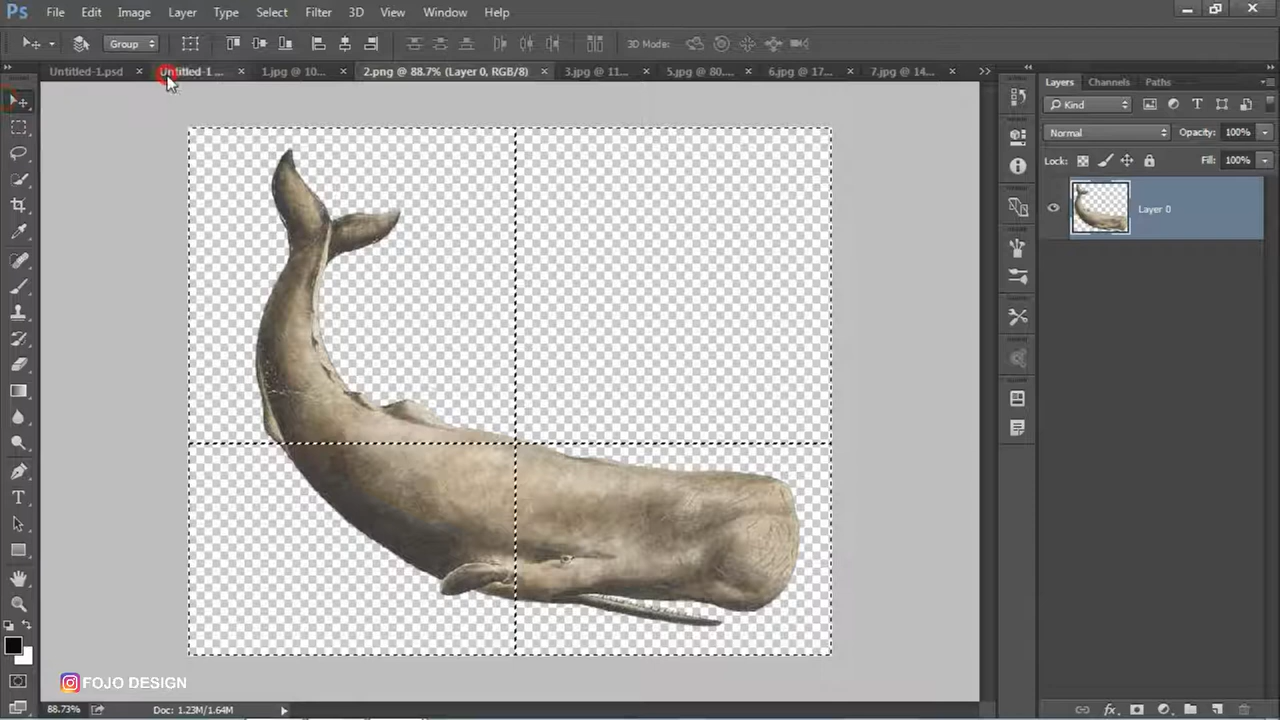 Ps File Edit Image Layer Type Select Filter 3D View Window Help
Group 3D Mode:
Untitled-1.psd × Untitled-1 ... × 1.jpg @ 10... × 2.png @ 88.7% (Layer 0, RGB/8) × 3.jpg @ 11... × 5.jpg @ 80.... × 6.jpg @ 17... × 7.jpg @ 14.... ×
Layers Channels Paths
Kind
Normal Opacity: 100%
Lock: Fill: 100%
Layer 0
FOJO DESIGN
88.73% Doc: 1.23M/1.64M